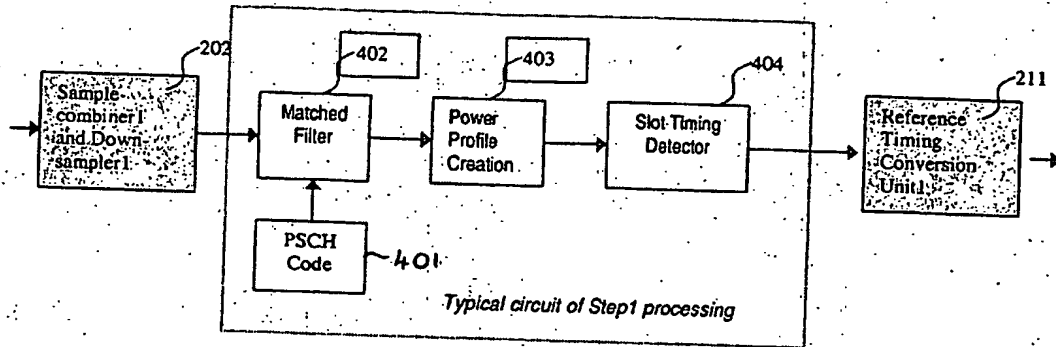 202
402
403
404
211
Sample
combiner1
and Down
sampler1
Matched
Filter
Power
Profile
Creation
Slot Timing
Detector
Reference
Timing
Conversion
Unit1
PSCH
Code
401
Typical circuit of Step1 processing